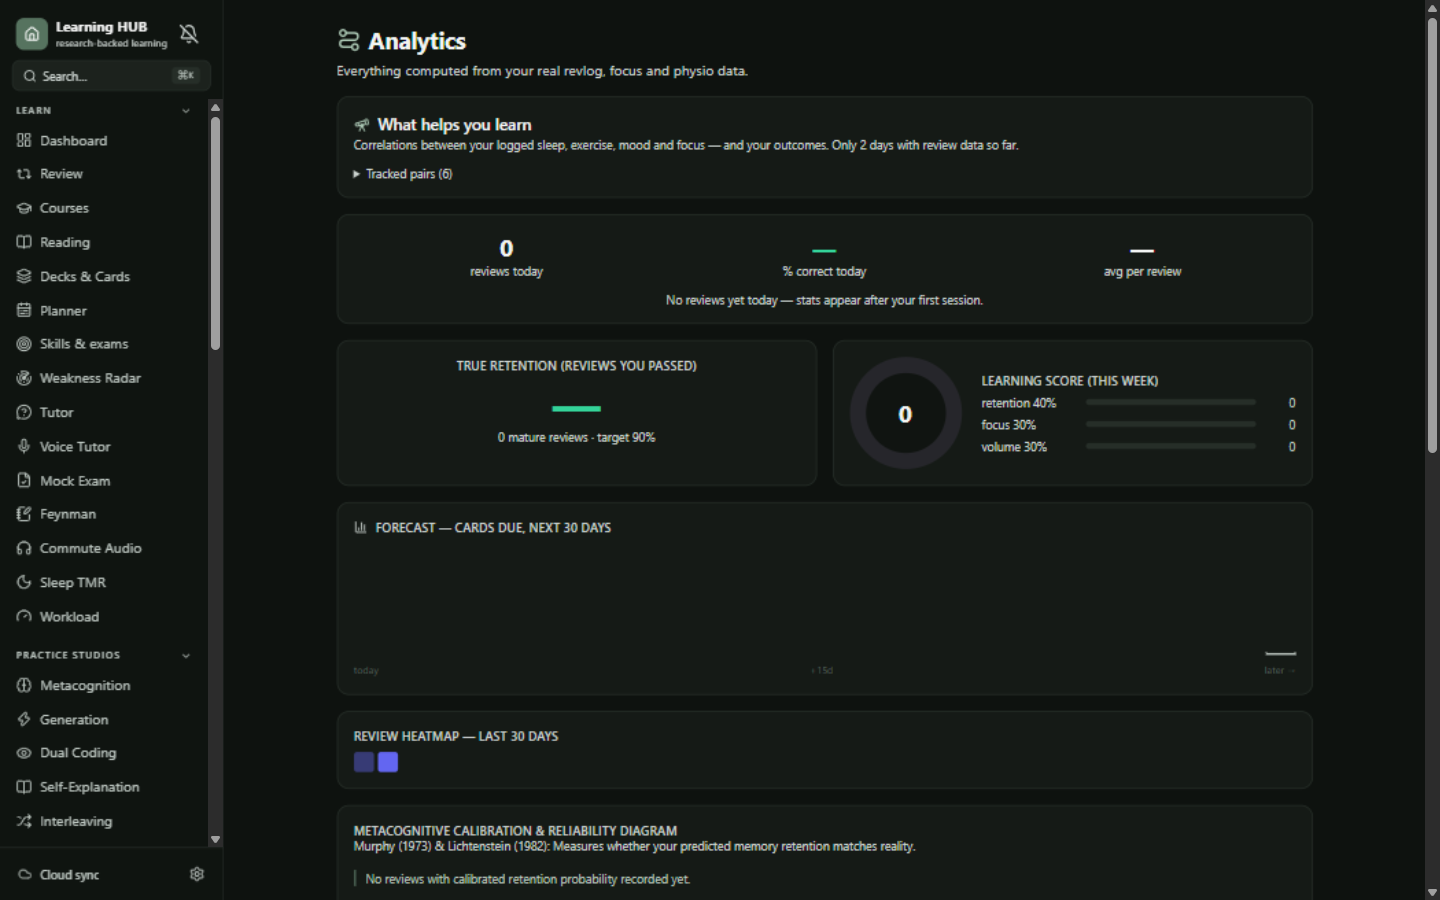 Learning HUB
research-backed learning
Search...
⌘K
LEARN
Dashboard
Review
Courses
Reading
Decks & Cards
Planner
Skills & exams
Weakness Radar
Tutor
Voice Tutor
Mock Exam
Feynman
Commute Audio
Sleep TMR
Workload
PRACTICE STUDIOS
Metacognition
Generation
Dual Coding
Self-Explanation
Interleaving
Cloud sync
Analytics
Everything computed from your real revlog, focus and physio data.
What helps you learn
Correlations between your logged sleep, exercise, mood and focus — and your outcomes. Only 2 days with review data so far.
Tracked pairs (6)
0
reviews today
—
% correct today
—
avg per review
No reviews yet today — stats appear after your first session.
TRUE RETENTION (REVIEWS YOU PASSED)
—
0 mature reviews · target 90%
0
LEARNING SCORE (THIS WEEK)
retention 40% 0
focus 30% 0
volume 30% 0
FORECAST — CARDS DUE, NEXT 30 DAYS
today +15d later →
REVIEW HEATMAP — LAST 30 DAYS
METACOGNITIVE CALIBRATION & RELIABILITY DIAGRAM
Murphy (1973) & Lichtenstein (1982): Measures whether your predicted memory retention matches reality.
No reviews with calibrated retention probability recorded yet.